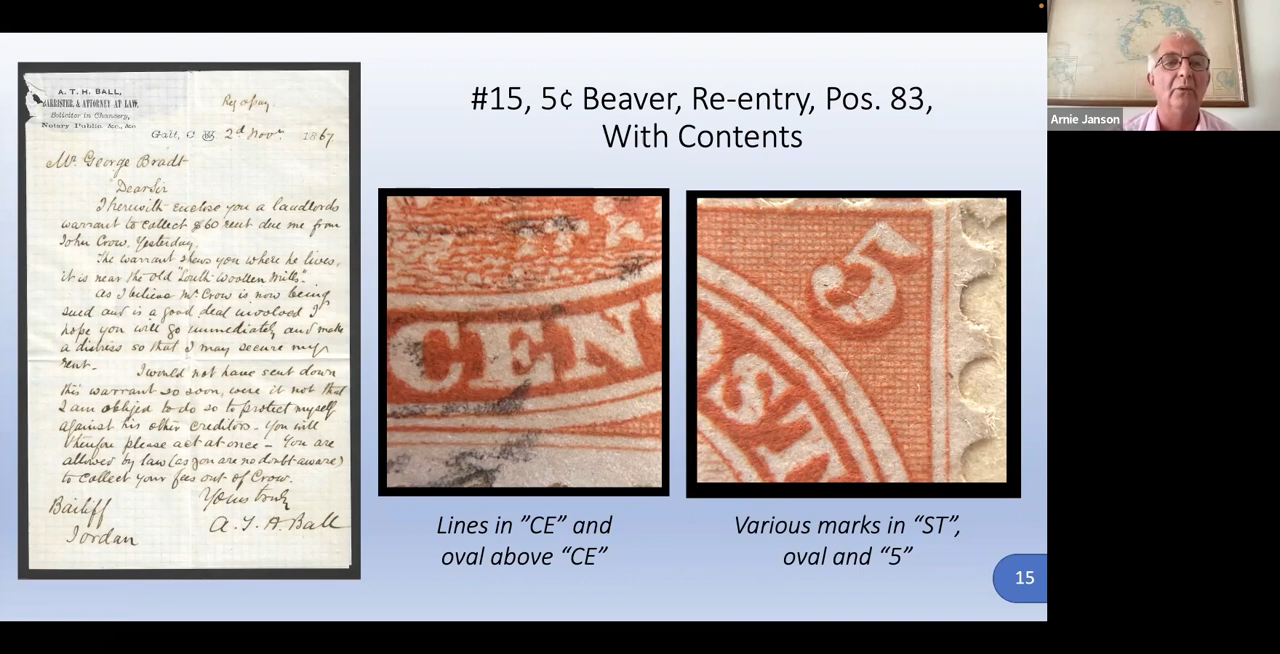 A. T. H. BALL,
BARRISTER, & ATTORNEY AT LAW,
Solicitor in Chancery,
Notary Public, &c., &c
Galt, C. W. 2d Novr 1867
Mr George Bradt
Dear Sir
I herewith enclose you a landlords
warrant to collect $60 rent due me from
John Crow, Yesterday.
The warrant shews you where he lives,
it is near the old "Louth Woollen Mills".
As I believe Mr Crow is now being
sued and is a good deal involved I
hope you will go immediately and make
a distress so that I may secure my
rent.
I would not have sent down
this warrant so soon, were it not that
I am obliged to do so to protect myself
against his other creditors - You will
therefore please act at once - You are
allowed by law (as you are no doubt aware)
to collect your fees out of Crow.
Yours truly
A. T. H. Ball
Bailiff
Jordan
#15, 5¢ Beaver, Re-entry, Pos. 83,
With Contents
CEN
5
ST
Lines in ”CE” and
oval above “CE”
Various marks in “ST”,
oval and “5”
15
Arnie Janson